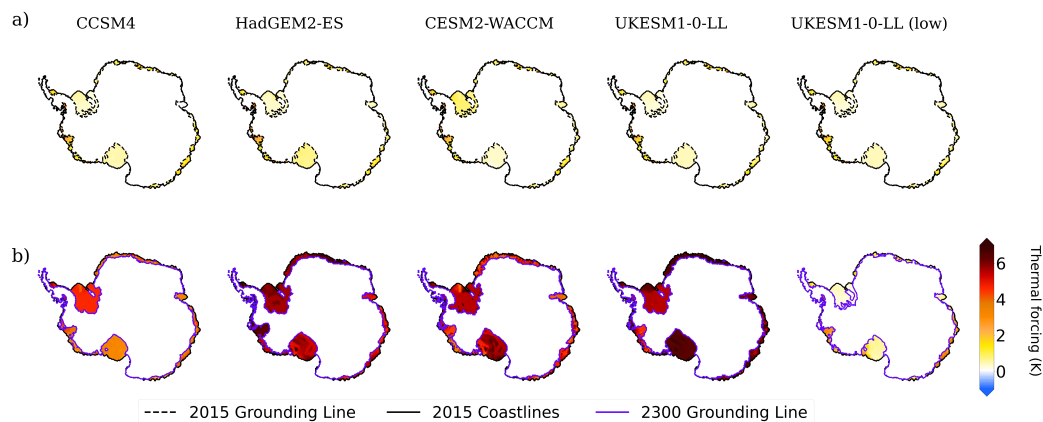 a)
CCSM4
HadGEM2-ES
CESM2-WACCM
UKESM1-0-LL
UKESM1-0-LL (low)
b)
6
4
2
0
Thermal forcing (K)
2015 Grounding Line
2015 Coastlines
2300 Grounding Line